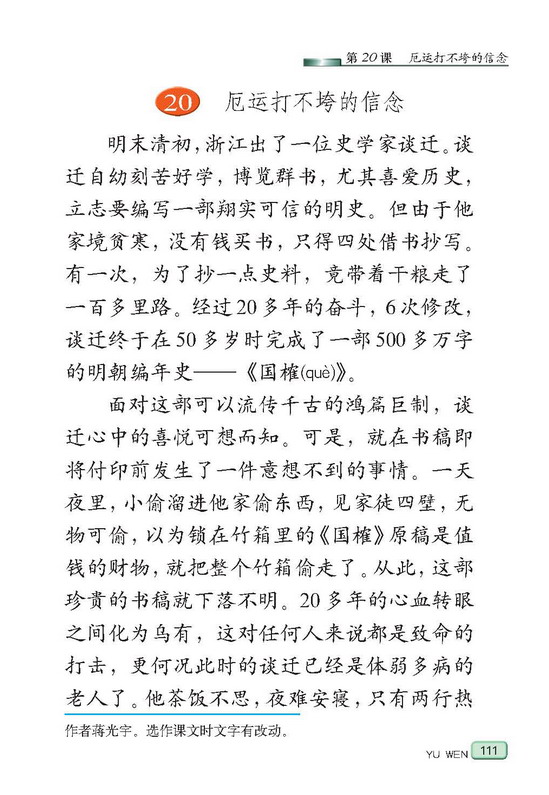 第20课 厄运打不垮的信念
20 厄运打不垮的信念
明末清初，浙江出了一位史学家谈迁。谈
迁自幼刻苦好学，博览群书，尤其喜爱历史，
立志要编写一部翔实可信的明史。但由于他
家境贫寒，没有钱买书，只得四处借书抄写。
有一次，为了抄一点史料，竟带着干粮走了
一百多里路。经过20多年的奋斗，6次修改，
谈迁终于在50多岁时完成了一部500多万字
的明朝编年史——《国榷(què)》。
面对这部可以流传千古的鸿篇巨制，谈
迁心中的喜悦可想而知。可是，就在书稿即
将付印前发生了一件意想不到的事情。一天
夜里，小偷溜进他家偷东西，见家徒四壁，无
物可偷，以为锁在竹箱里的《国榷》原稿是值
钱的财物，就把整个竹箱偷走了。从此，这部
珍贵的书稿就下落不明。20多年的心血转眼
之间化为乌有，这对任何人来说都是致命的
打击，更何况此时的谈迁已经是体弱多病的
老人了。他茶饭不思，夜难安寝，只有两行热
作者蒋光宇。选作课文时文字有改动。
YU WEN 111